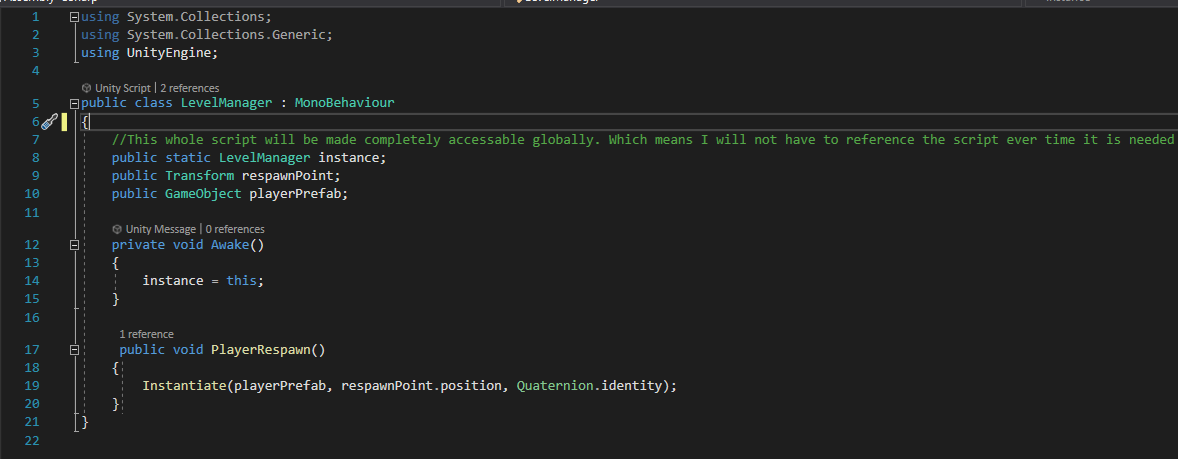 1 using System.Collections;
2 using System.Collections.Generic;
3 using UnityEngine;
4
Unity Script | 2 references
5 public class LevelManager : MonoBehaviour
6 {
7 //This whole script will be made completely accessable globally. Which means I will not have to reference the script ever time it is needed
8 public static LevelManager instance;
9 public Transform respawnPoint;
10 public GameObject playerPrefab;
11
Unity Message | 0 references
12 private void Awake()
13 {
14 instance = this;
15 }
16
1 reference
17 public void PlayerRespawn()
18 {
19 Instantiate(playerPrefab, respawnPoint.position, Quaternion.identity);
20 }
21 }
22